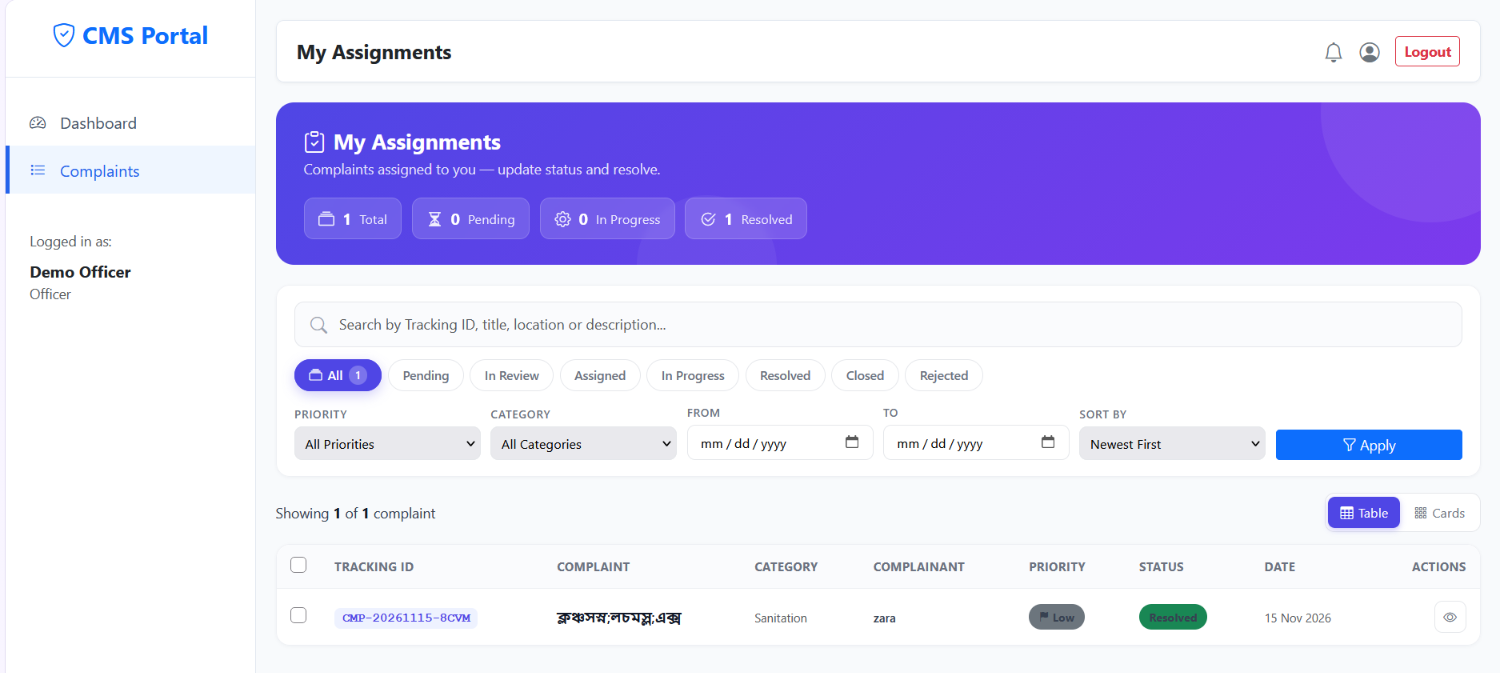 CMS Portal
My Assignments
Logout
Dashboard
Complaints
Logged in as:
Demo Officer
Officer
My Assignments
Complaints assigned to you — update status and resolve.
1 Total
0 Pending
0 In Progress
1 Resolved
Search by Tracking ID, title, location or description...
All 1
Pending
In Review
Assigned
In Progress
Resolved
Closed
Rejected
PRIORITY
CATEGORY
FROM
TO
SORT BY
All Priorities
All Categories
mm / dd / yyyy
mm / dd / yyyy
Newest First
Apply
Showing 1 of 1 complaint
Table
Cards
TRACKING ID COMPLAINT CATEGORY COMPLAINANT PRIORITY STATUS DATE ACTIONS
CMP-20261115-8CVM Sanitation zara Low Resolved 15 Nov 2026